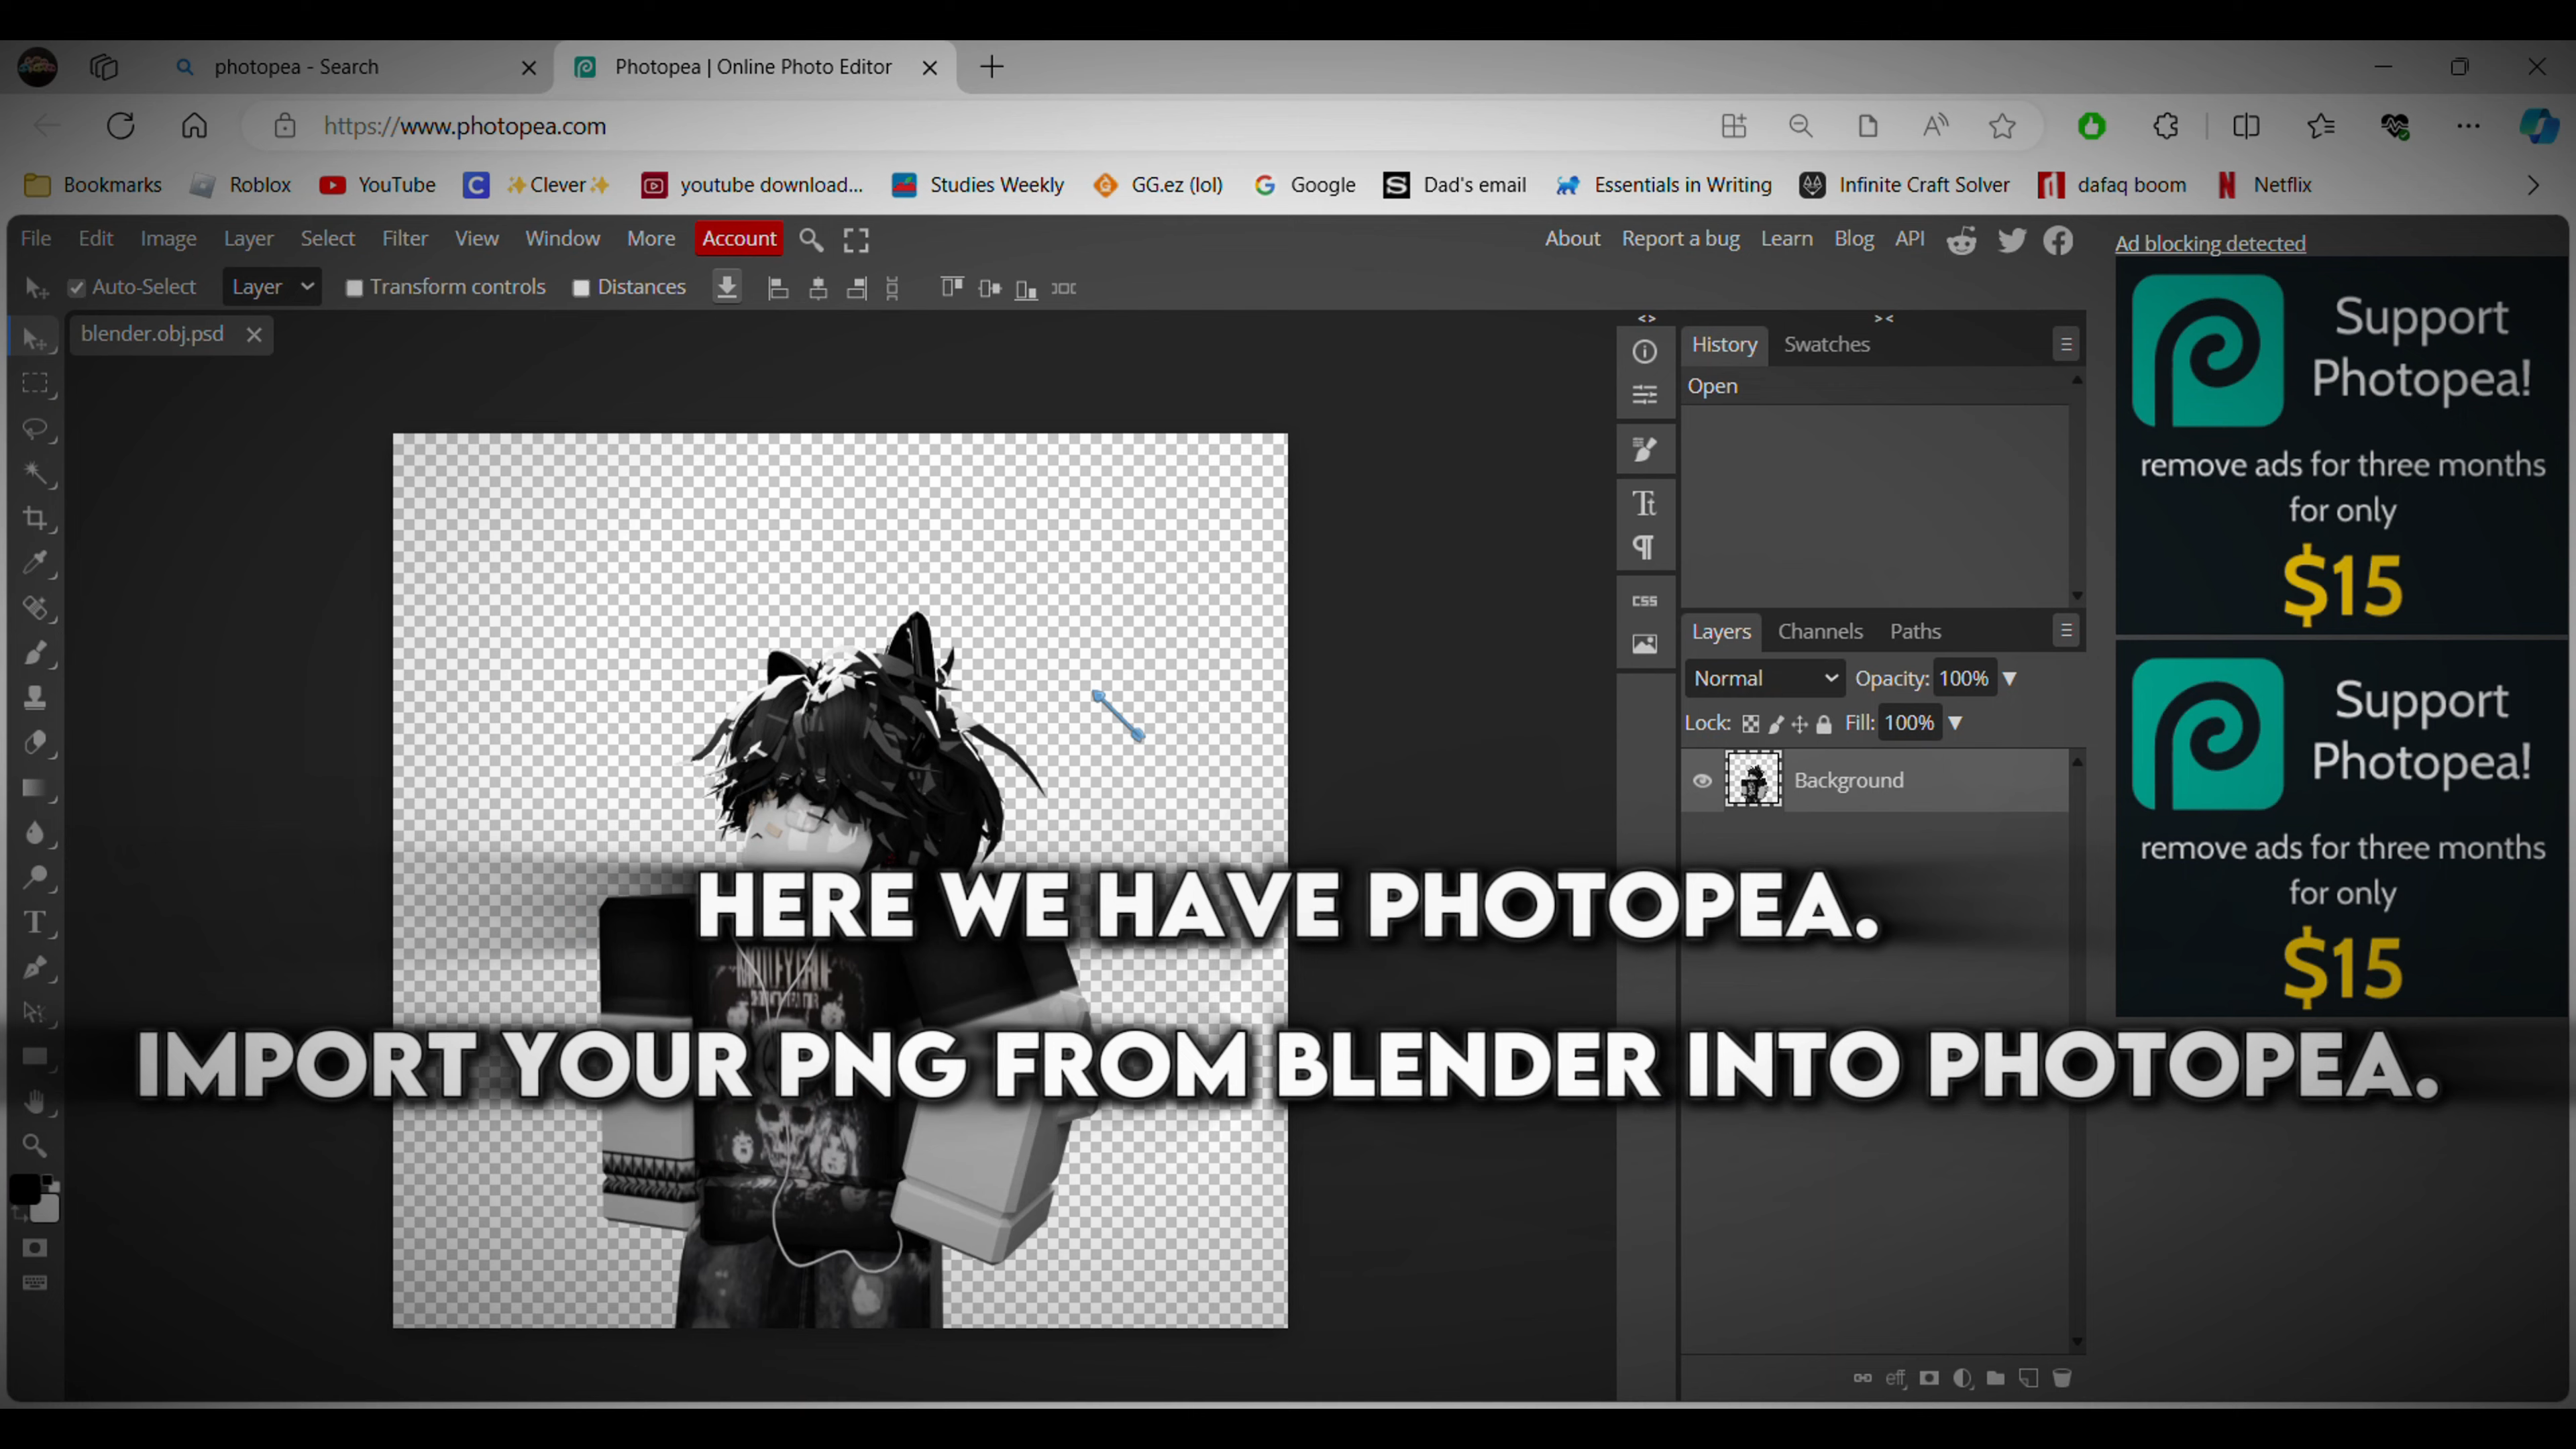 photopea - Search
Photopea | Online Photo Editor
https://www.photopea.com
Bookmarks Roblox YouTube ✨Clever✨ youtube download... Studies Weekly GG.ez (lol) Google Dad's email Essentials in Writing Infinite Craft Solver dafaq boom Netflix
File Edit Image Layer Select Filter View Window More Account
About Report a bug Learn Blog API
Ad blocking detected
Auto-Select Layer Transform controls Distances
blender.obj.psd
< >
> <
History Swatches
Open
CSS
Layers Channels Paths
Normal Opacity: 100%
Lock: Fill: 100%
Background
eff
Support
Photopea!
remove ads for three months
for only
$15
Support
Photopea!
remove ads for three months
for only
$15
HERE WE HAVE PHOTOPEA.
IMPORT YOUR PNG FROM BLENDER INTO PHOTOPEA.